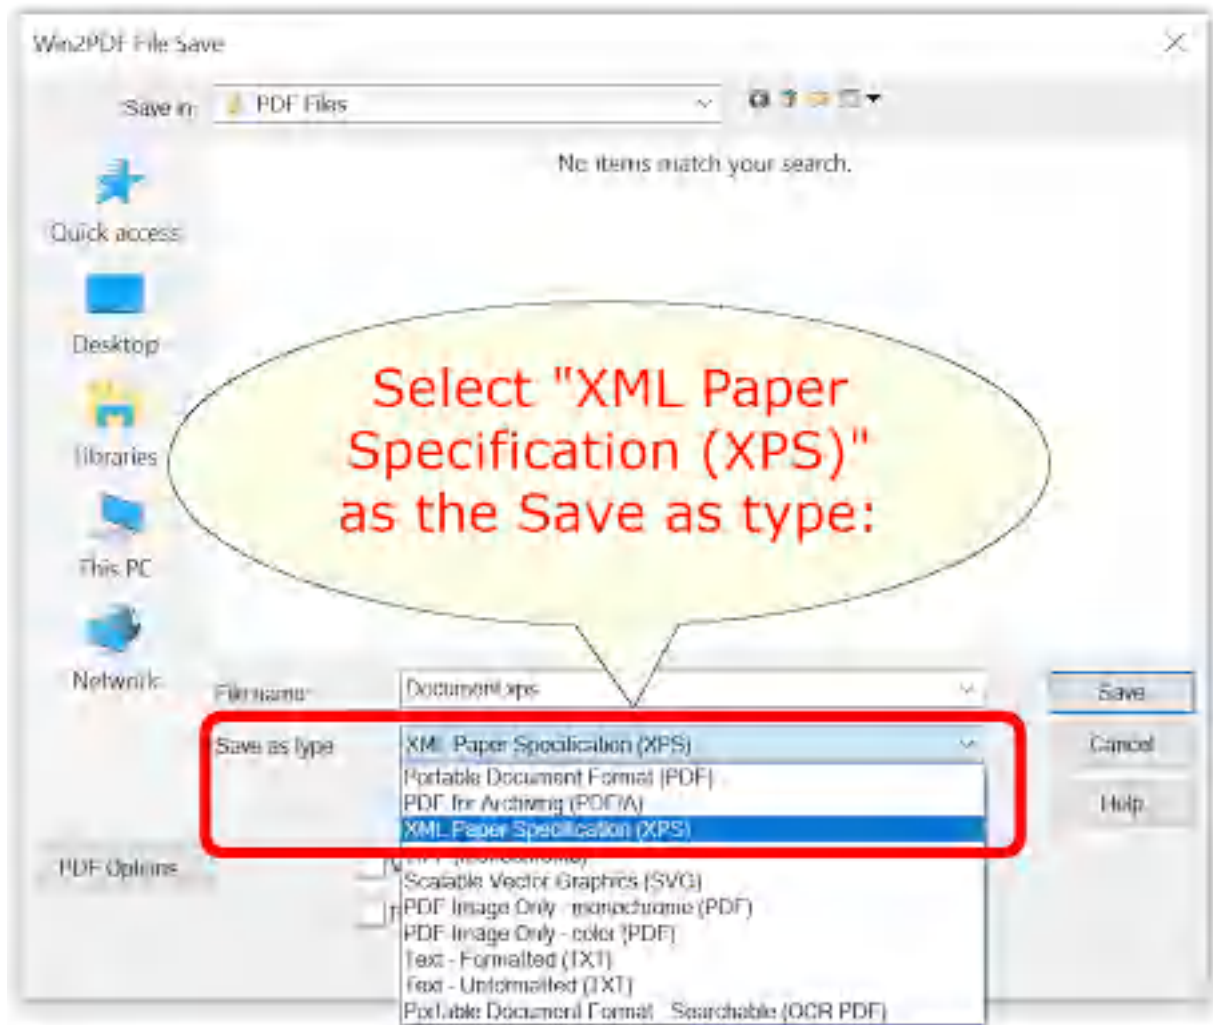 Win2PDF File Save
Save in: PDF Files
No items match your search.
Quick access
Desktop
Libraries
This PC
Network
Select "XML Paper
Specification (XPS)"
as the Save as type:
File name: Document.xps
Save
Save as type XML Paper Specification (XPS)
Cancel
Portable Document Format (PDF)
PDF for Archiving (PDF/A)
Help
XML Paper Specification (XPS)
PDF Options
Scalable Vector Graphics (SVG)
PDF Image Only - monochrome (PDF)
PDF Image Only - color (PDF)
Text - Formatted (TXT)
Text - Unformatted (TXT)
Portable Document Format - Searchable (OCR PDF)